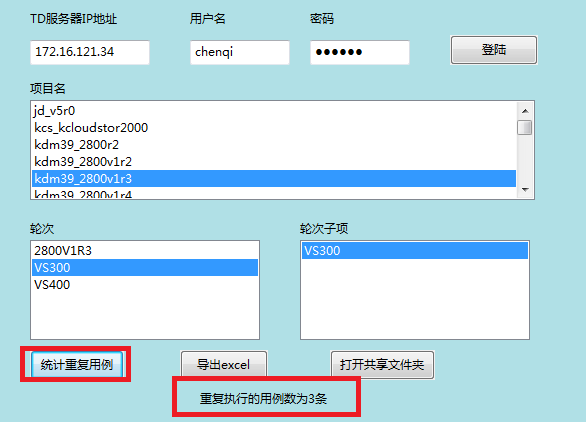 TD服务器IP地址 用户名 密码
172.16.121.34 chenqi ●●●●●● 登陆
项目名
jd_v5r0
kcs_kcloudstor2000
kdm39_2800r2
kdm39_2800v1r2
kdm39_2800v1r3
kdm39_2800v1r4
轮次 轮次子项
2800V1R3 VS300
VS300
VS400
统计重复用例 导出excel 打开共享文件夹
重复执行的用例数为3条